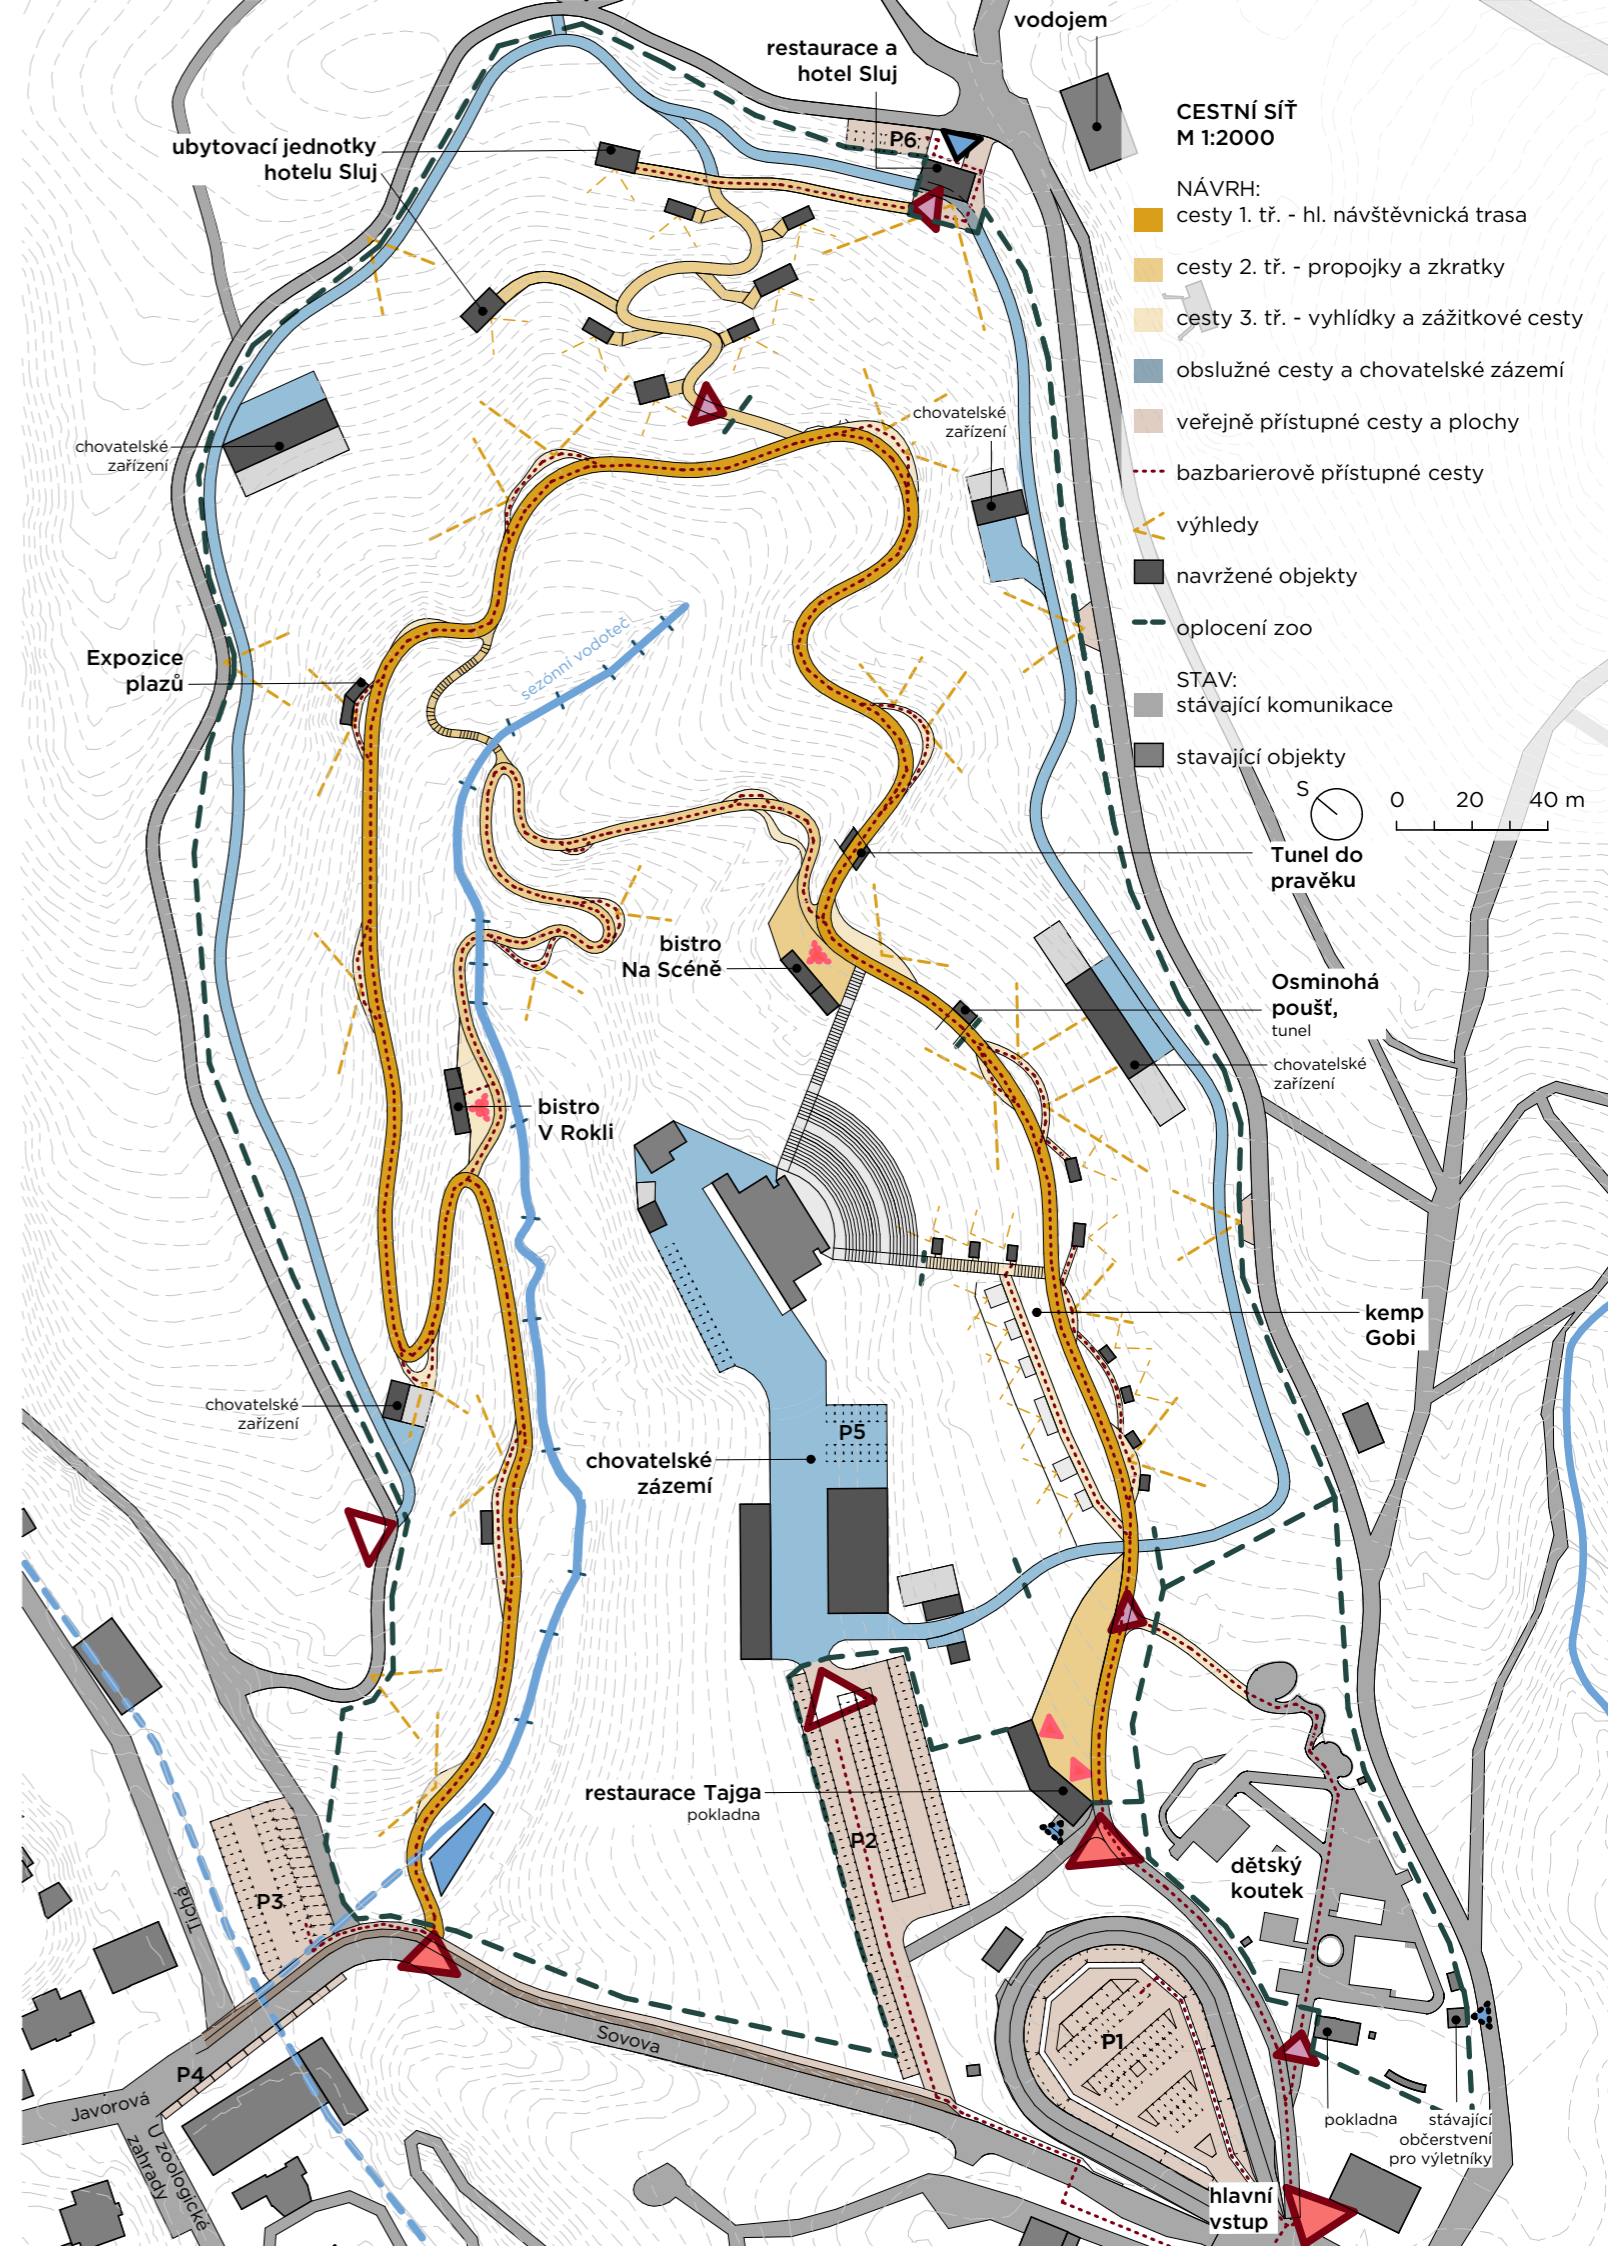 vodojem
restaurace a
hotel Sluj
P6
ubytovací jednotky
hotelu Sluj
CESTNÍ SÍŤ
M 1:2000
NÁVRH:
cesty 1. tř. - hl. návštěvnická trasa
cesty 2. tř. - propojky a zkratky
cesty 3. tř. - vyhlídky a zážitkové cesty
obslužné cesty a chovatelské zázemí
veřejně přístupné cesty a plochy
bazbarierově přístupné cesty
výhledy
navržené objekty
oplocení zoo
STAV:
stávající komunikace
stavající objekty
S
0 20 40 m
chovatelské
zařízení
chovatelské
zařízení
sezónní vodoteč
Expozice
plazů
Tunel do
pravěku
bistro
Na Scéně
Osminohá
poušť,
tunel
chovatelské
zařízení
bistro
V Rokli
kemp
Gobi
chovatelské
zařízení
P5
chovatelské
zázemí
restaurace Tajga
pokladna
P2
dětský
koutek
P3
Tichá
P4
Sovova
P1
Javorová
U zoologické
zahrady
pokladna
stávající
občerstvení
pro výletníky
hlavní
vstup